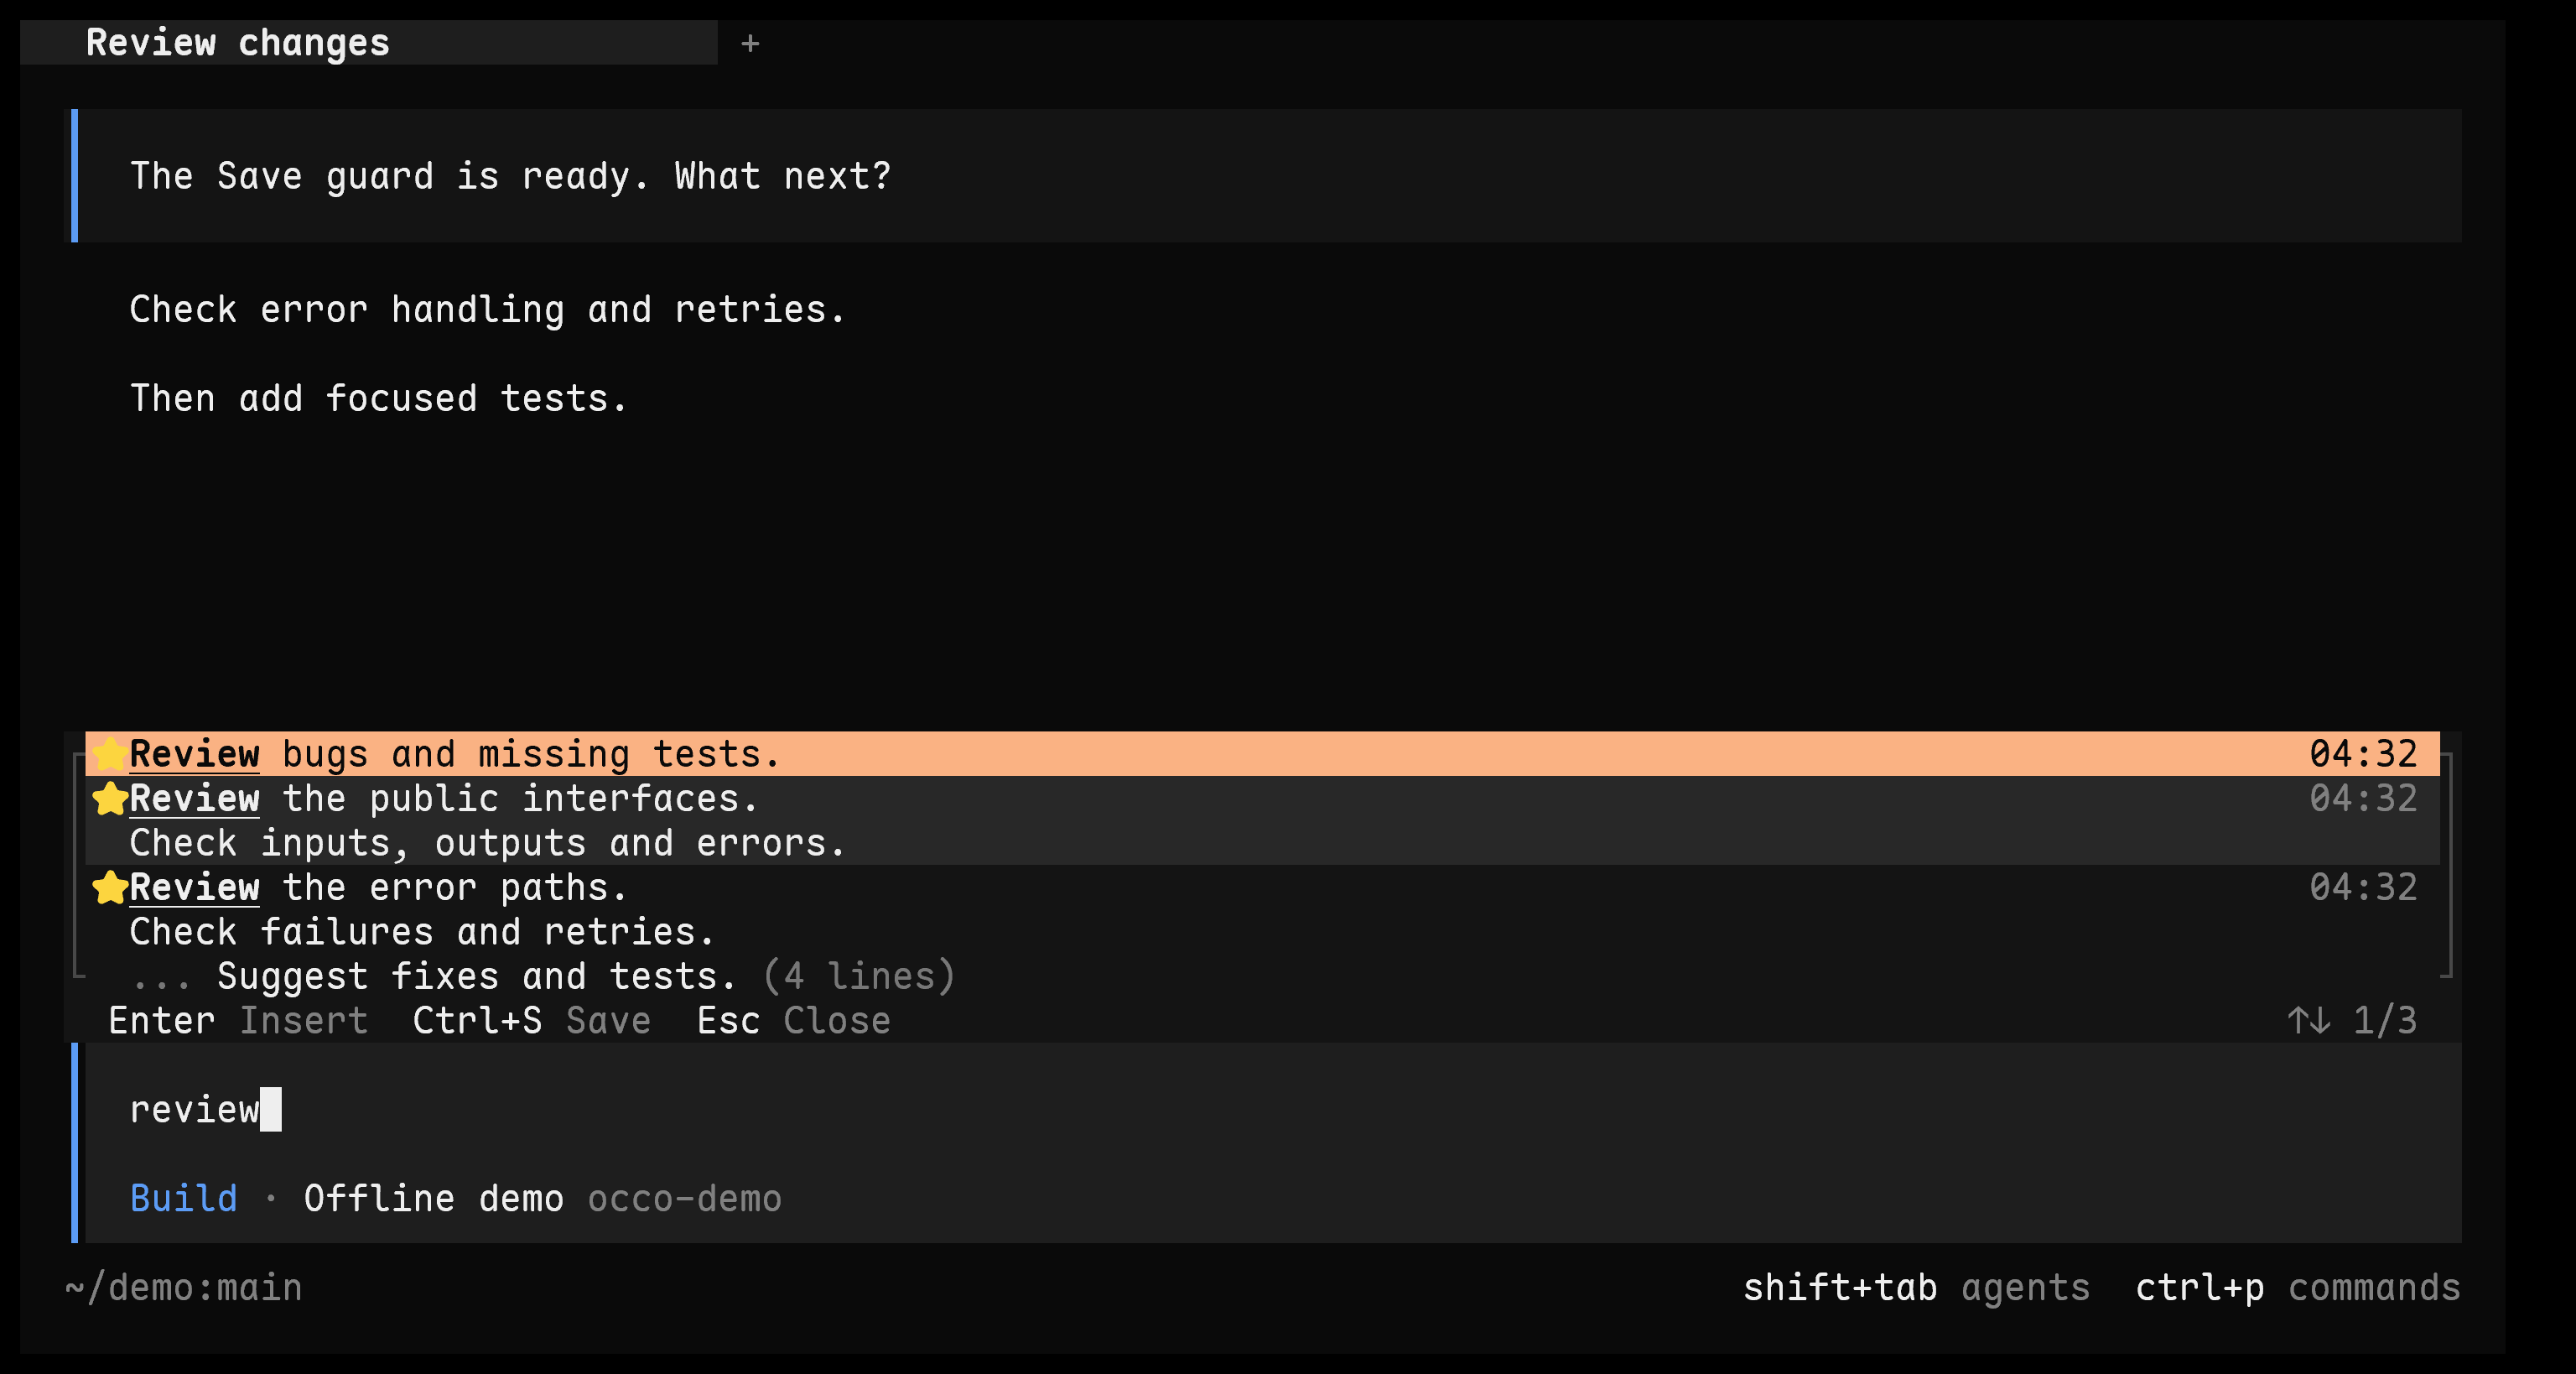 Review changes +
The Save guard is ready. What next?
Check error handling and retries.
Then add focused tests.
⭐Review bugs and missing tests. 04:32
⭐Review the public interfaces. 04:32
Check inputs, outputs and errors.
⭐Review the error paths. 04:32
Check failures and retries.
... Suggest fixes and tests. (4 lines)
Enter Insert Ctrl+S Save Esc Close ↑↓ 1/3
review
Build · Offline demo occo-demo
~/demo:main shift+tab agents ctrl+p commands